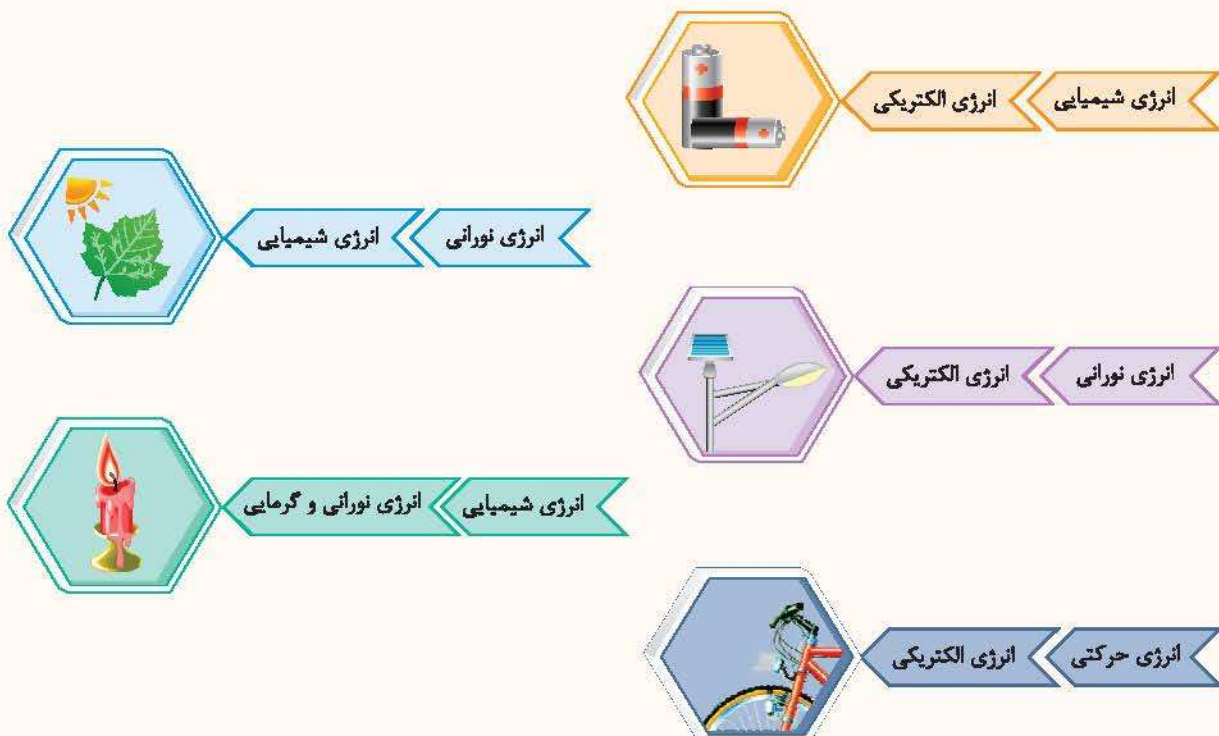 انرژی شیمیایی انرژی الکتریکی
انرژی نورانی انرژی شیمیایی
انرژی نورانی انرژی الکتریکی
انرژی شیمیایی انرژی نورانی و گرمایی
انرژی حرکتی انرژی الکتریکی